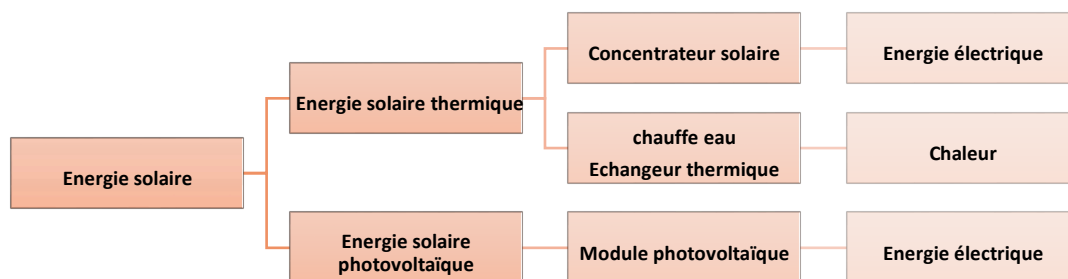 Energie solaire
Energie solaire thermique
Concentrateur solaire
Energie électrique
chauffe eau
Echangeur thermique
Chaleur
Energie solaire
photovoltaïque
Module photovoltaïque
Energie électrique